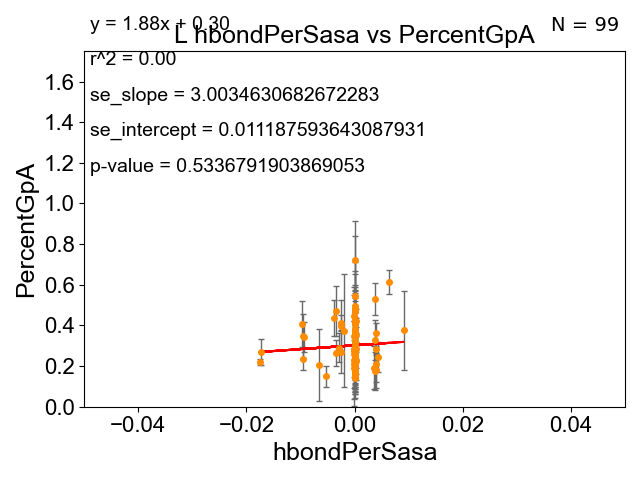 y = 1.88x + 0.30
N = 99
L hbondPerSasa vs PercentGpA
r^2 = 0.00
se_slope = 3.0034630682672283
se_intercept = 0.011187593643087931
p-value = 0.5336791903869053
PercentGpA
1.6
1.4
1.2
1.0
0.8
0.6
0.4
0.2
0.0
−0.04
−0.02
0.00
0.02
0.04
hbondPerSasa